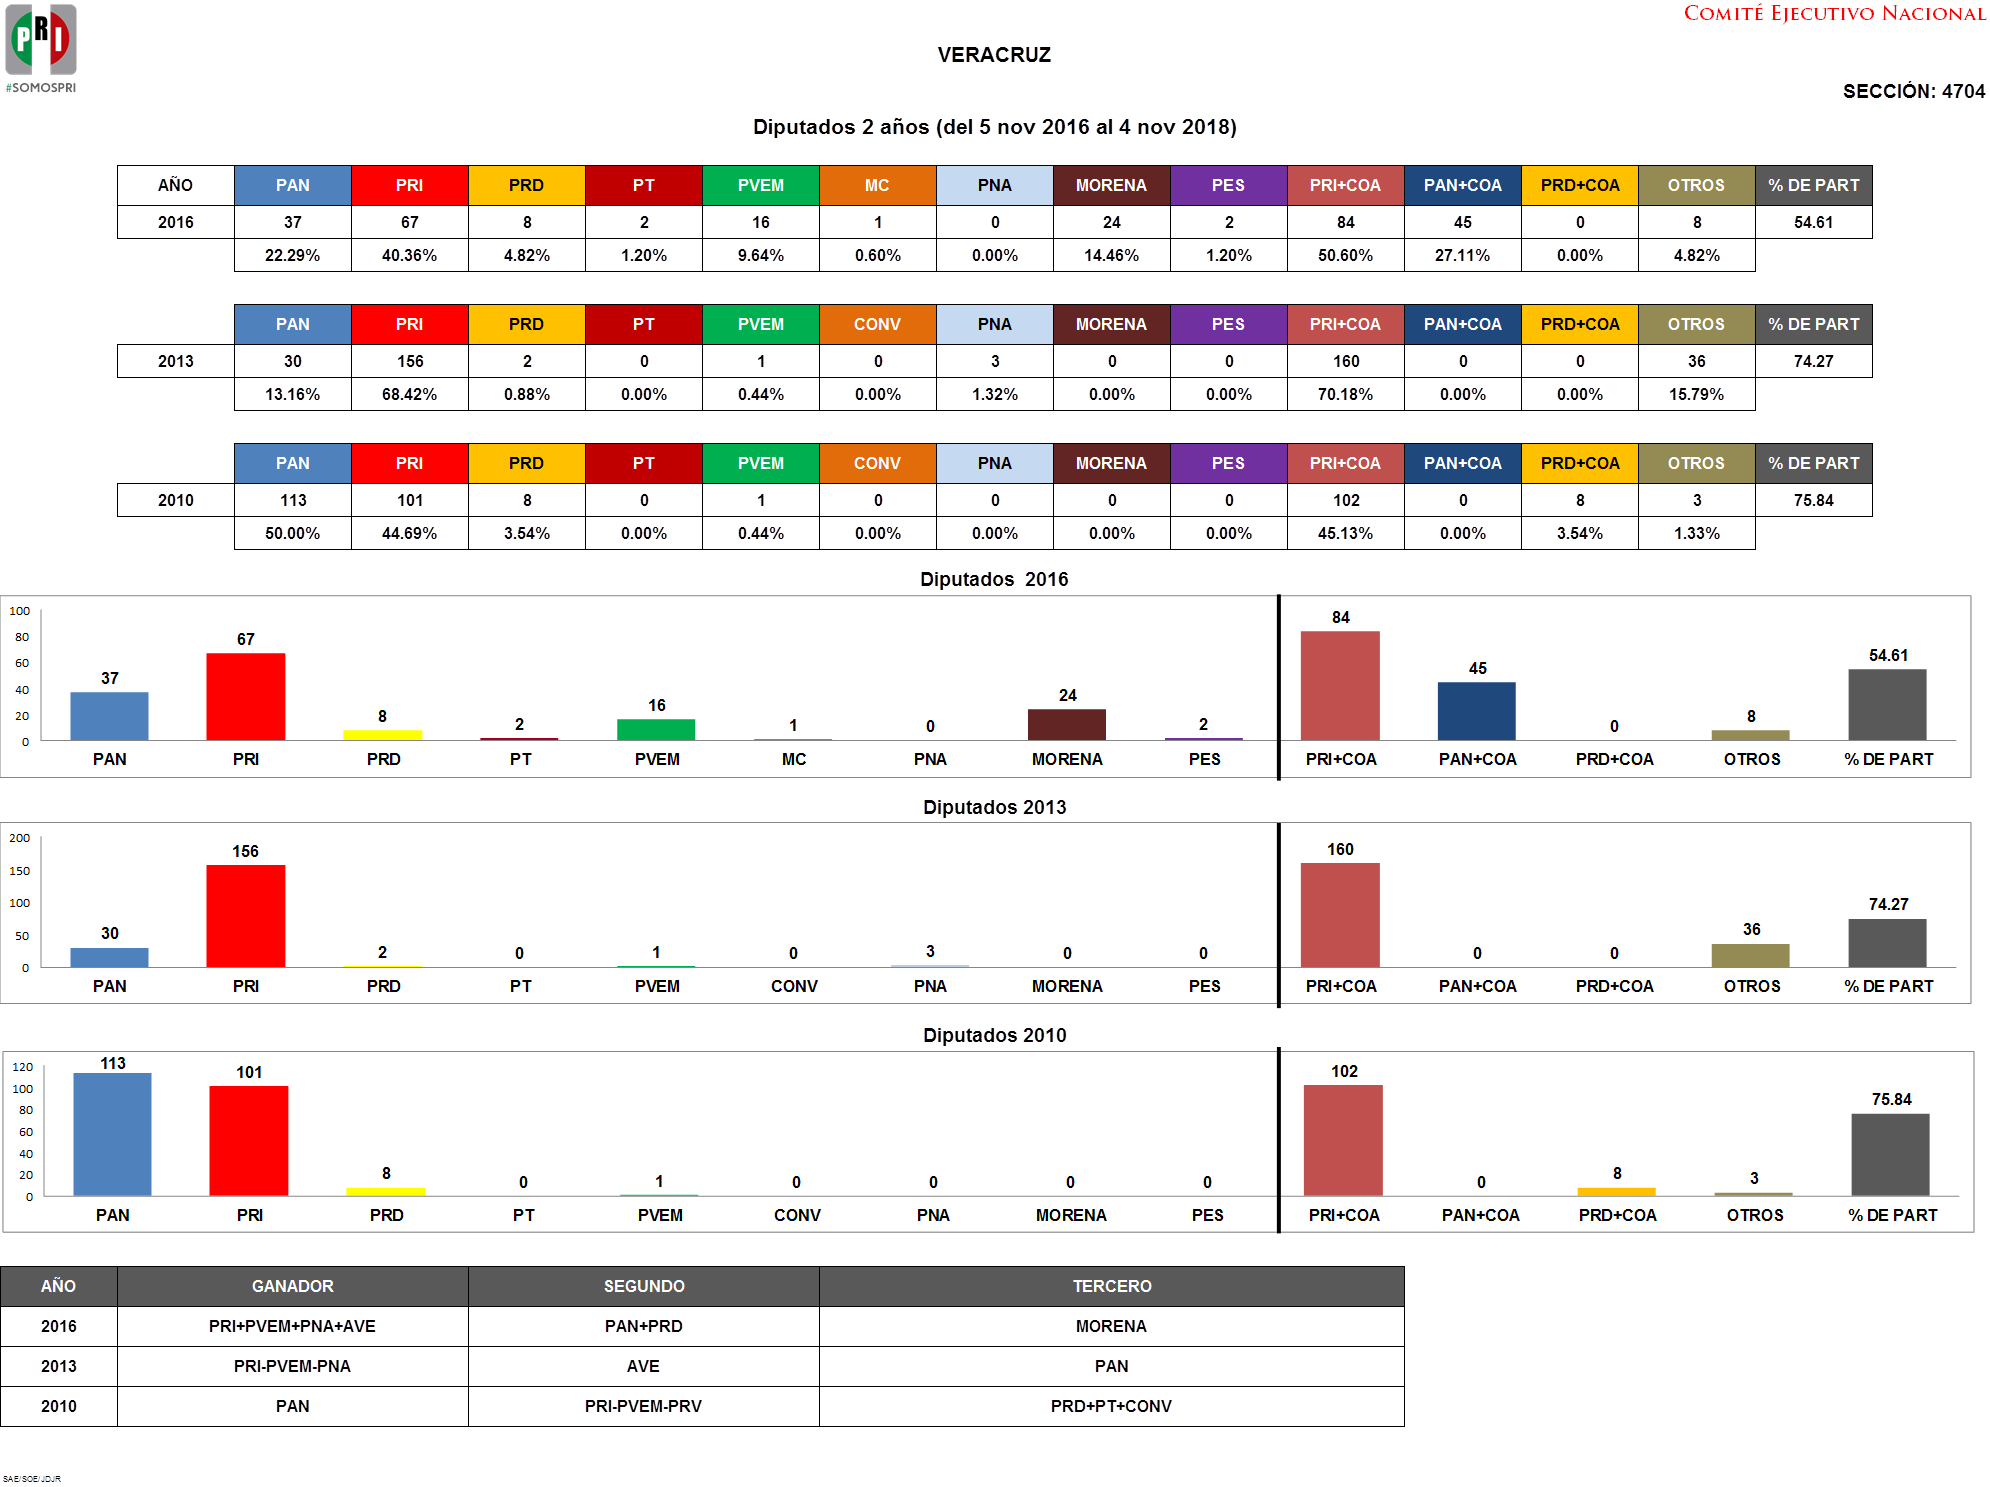 PRI
#SOMOSPRI
COMITÉ EJECUTIVO NACIONAL
VERACRUZ
SECCIÓN: 4704
Diputados 2 años (del 5 nov 2016 al 4 nov 2018)
AÑO PAN PRI PRD PT PVEM MC PNA MORENA PES PRI+COA PAN+COA PRD+COA OTROS % DE PART
2016 37 67 8 2 16 1 0 24 2 84 45 0 8 54.61
22.29% 40.36% 4.82% 1.20% 9.64% 0.60% 0.00% 14.46% 1.20% 50.60% 27.11% 0.00% 4.82%
PAN PRI PRD PT PVEM CONV PNA MORENA PES PRI+COA PAN+COA PRD+COA OTROS % DE PART
2013 30 156 2 0 1 0 3 0 0 160 0 0 36 74.27
13.16% 68.42% 0.88% 0.00% 0.44% 0.00% 1.32% 0.00% 0.00% 70.18% 0.00% 0.00% 15.79%
PAN PRI PRD PT PVEM CONV PNA MORENA PES PRI+COA PAN+COA PRD+COA OTROS % DE PART
2010 113 101 8 0 1 0 0 0 0 102 0 8 3 75.84
50.00% 44.69% 3.54% 0.00% 0.44% 0.00% 0.00% 0.00% 0.00% 45.13% 0.00% 3.54% 1.33%
Diputados 2016
100
80
60
40
20
0
37 67 8 2 16 1 0 24 2 84 45 0 8 54.61
PAN PRI PRD PT PVEM MC PNA MORENA PES PRI+COA PAN+COA PRD+COA OTROS % DE PART
Diputados 2013
200
150
100
50
0
30 156 2 0 1 0 3 0 0 160 0 0 36 74.27
PAN PRI PRD PT PVEM CONV PNA MORENA PES PRI+COA PAN+COA PRD+COA OTROS % DE PART
Diputados 2010
120
100
80
60
40
20
0
113 101 8 0 1 0 0 0 0 102 0 8 3 75.84
PAN PRI PRD PT PVEM CONV PNA MORENA PES PRI+COA PAN+COA PRD+COA OTROS % DE PART
AÑO GANADOR SEGUNDO TERCERO
2016 PRI+PVEM+PNA+AVE PAN+PRD MORENA
2013 PRI-PVEM-PNA AVE PAN
2010 PAN PRI-PVEM-PRV PRD+PT+CONV
SAE/SOE/JDJR